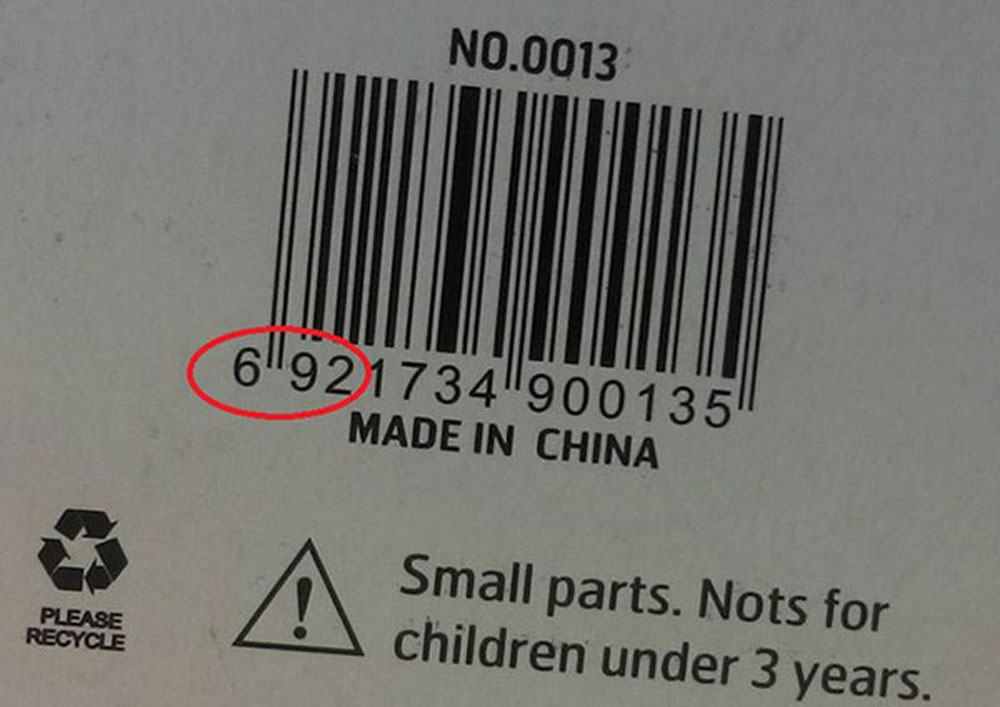 NO.0013
6 921734 900135
MADE IN CHINA
PLEASE
RECYCLE
!
Small parts. Nots for
children under 3 years.